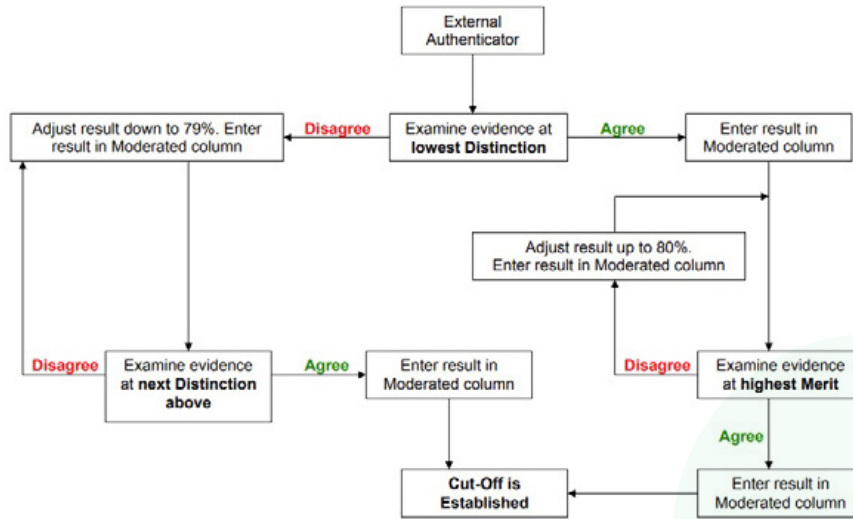 External
Authenticator
Adjust result down to 79%. Enter
result in Moderated column
Disagree
Examine evidence at
lowest Distinction
Agree
Enter result in
Moderated column
Adjust result up to 80%.
Enter result in Moderated column
Disagree
Examine evidence
at next Distinction
above
Agree
Enter result in
Moderated column
Disagree
Examine evidence
at highest Merit
Agree
Cut-Off is
Established
Enter result in
Moderated column